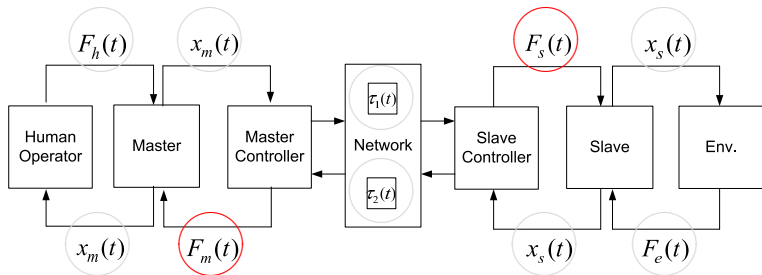 F_h(t)
x_m(t)
F_s(t)
x_s(t)
τ_1(t)
Human
Operator
Master
Master
Controller
Network
Slave
Controller
Slave
Env.
τ_2(t)
x_m(t)
F_m(t)
x_s(t)
F_e(t)